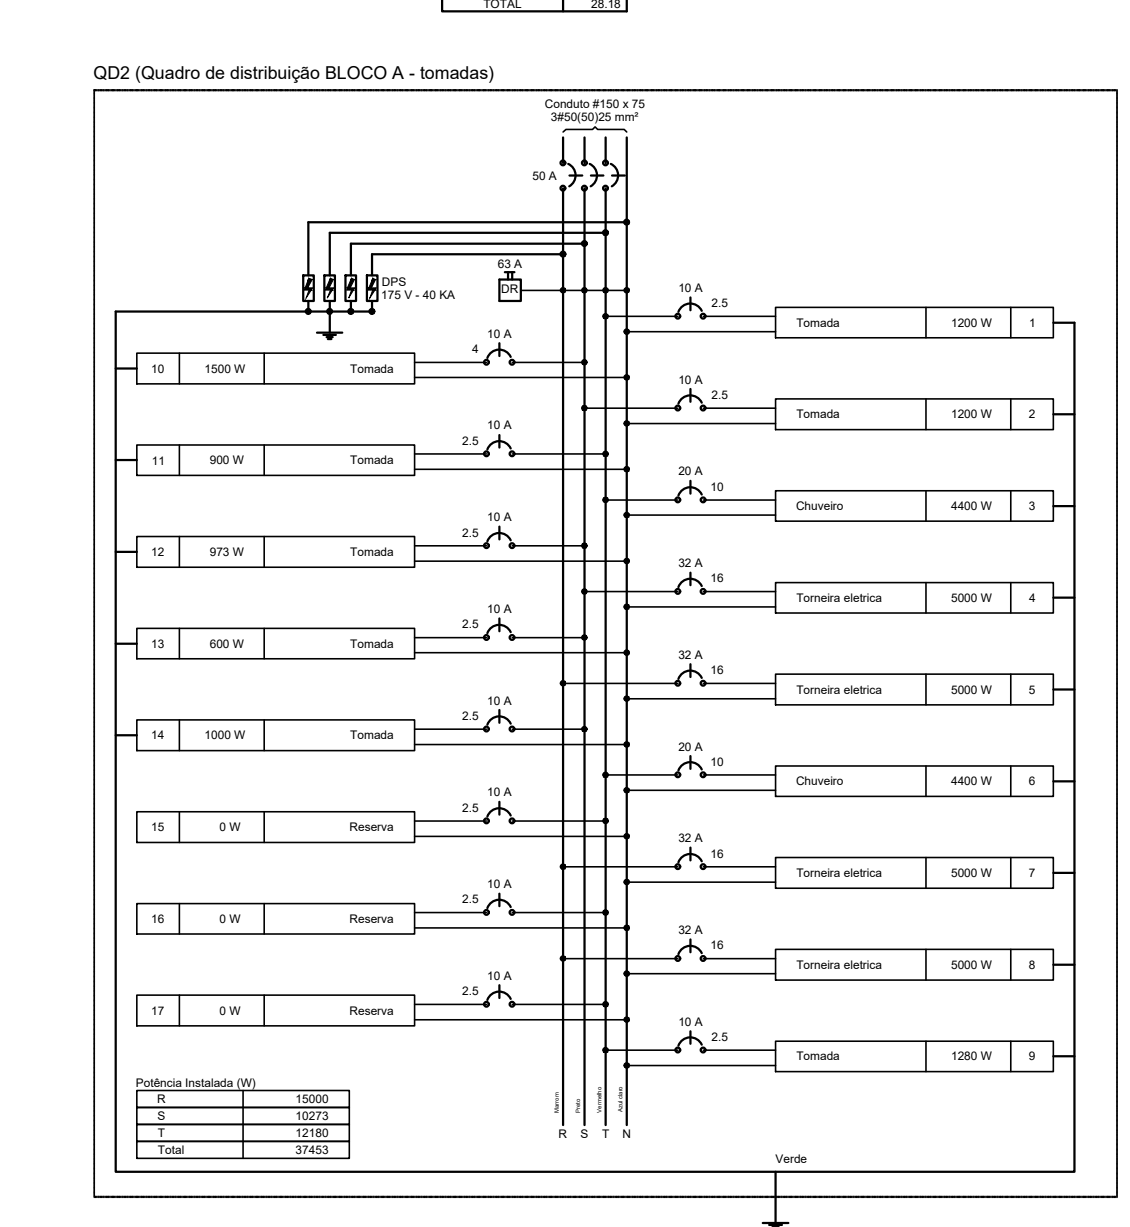 TOTAL 28.18
QD2 (Quadro de distribuição BLOCO A - tomadas)
Conduto #150 x 75
3#50(50)25 mm²
50 A
DPS
175 V - 40 KA
63 A
DR
10 A
2.5
Tomada 1200 W 1
10 A
4
10 1500 W Tomada
10 A
2.5
Tomada 1200 W 2
10 A
2.5
11 900 W Tomada
20 A
10
Chuveiro 4400 W 3
10 A
2.5
12 973 W Tomada
32 A
16
Torneira eletrica 5000 W 4
10 A
2.5
13 600 W Tomada
32 A
16
Torneira eletrica 5000 W 5
10 A
2.5
14 1000 W Tomada
20 A
10
Chuveiro 4400 W 6
10 A
2.5
15 0 W Reserva
32 A
16
Torneira eletrica 5000 W 7
10 A
2.5
16 0 W Reserva
32 A
16
Torneira eletrica 5000 W 8
10 A
2.5
17 0 W Reserva
10 A
2.5
Tomada 1280 W 9
Potência Instalada (W)
R 15000
S 10273
T 12180
Total 37453
Marrom
Preto
Vermelho
Azul claro
R S T N
Verde